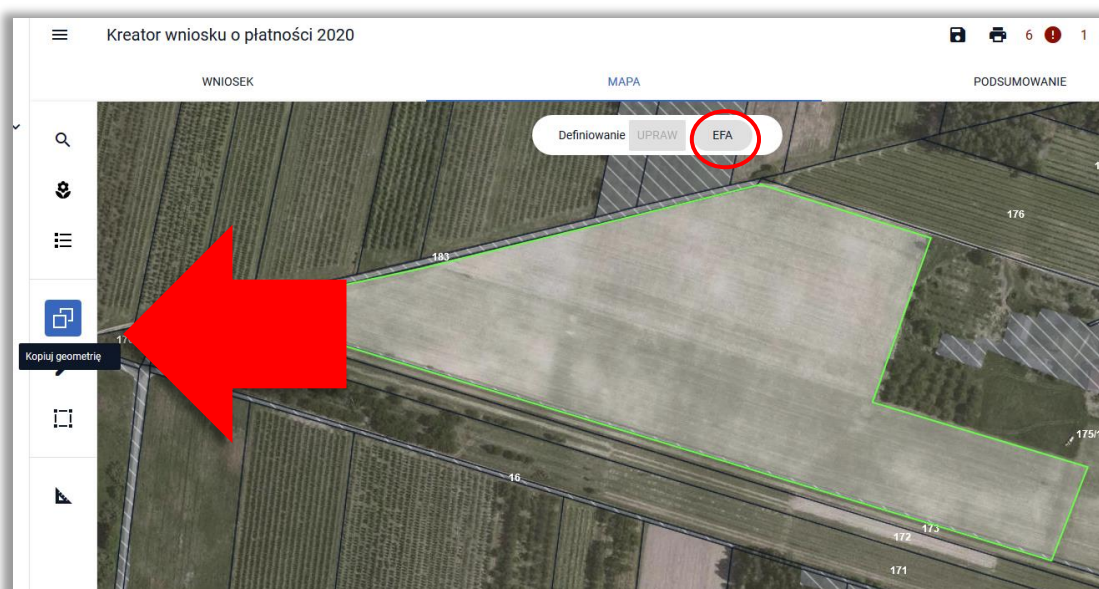 Kreator wniosku o płatności 2020
6 ! 1
WNIOSEK MAPA PODSUMOWANIE
Definiowanie UPRAW EFA
176
183
Kopiuj geometrię
175/
16
173
172
171